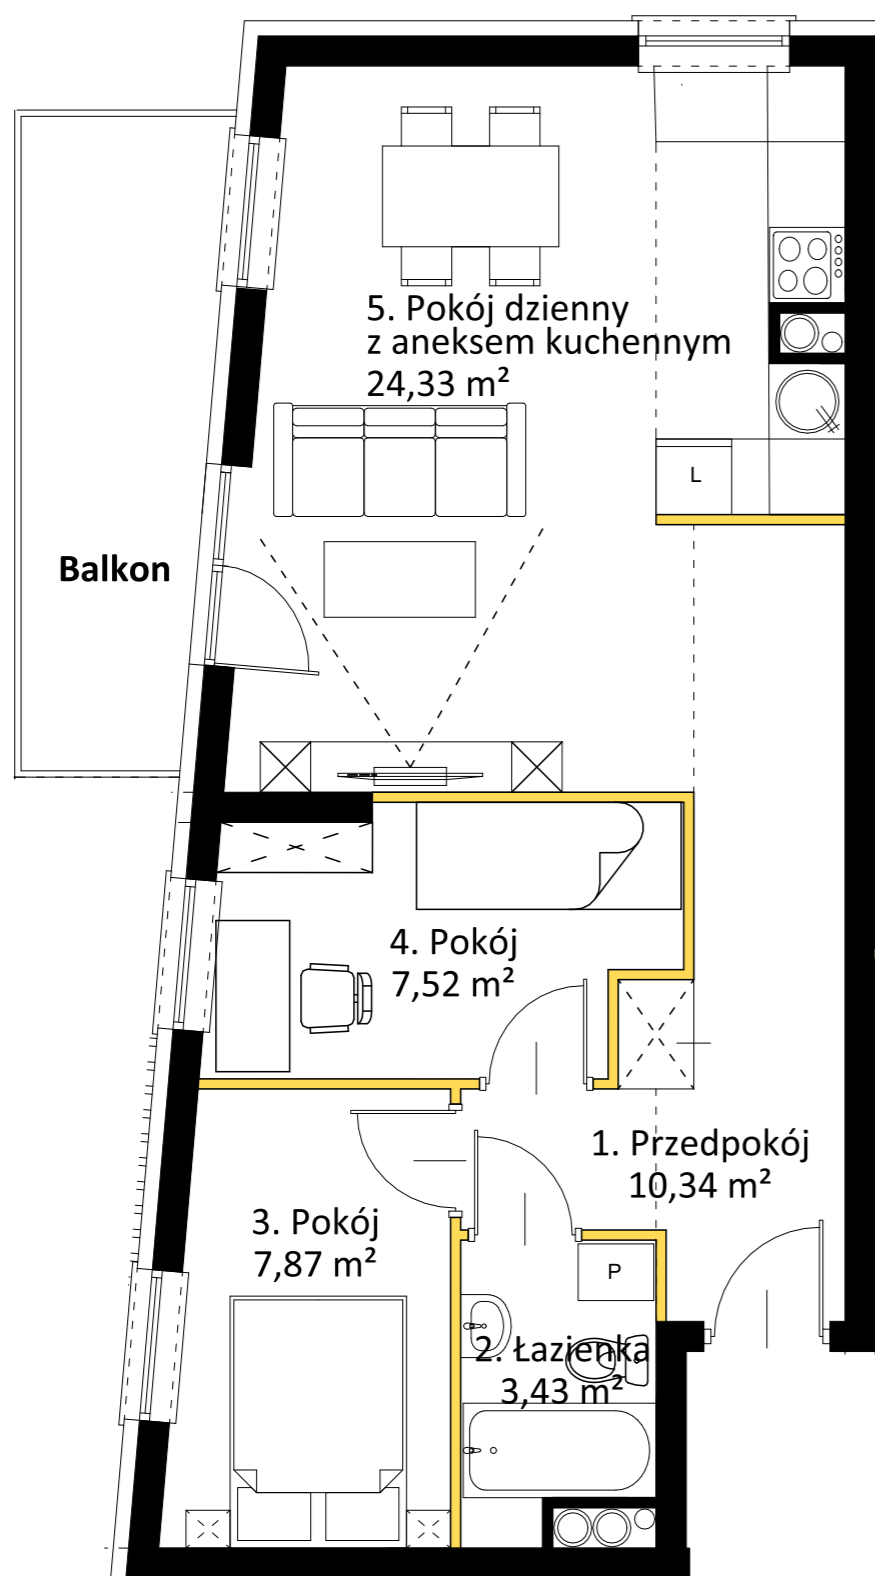 5. Pokój dzienny
z aneksem kuchennym
24,33 m²
L
Balkon
4. Pokój
7,52 m²
1. Przedpokój
10,34 m²
3. Pokój
7,87 m²
P
2. Łazienka
3,43 m²